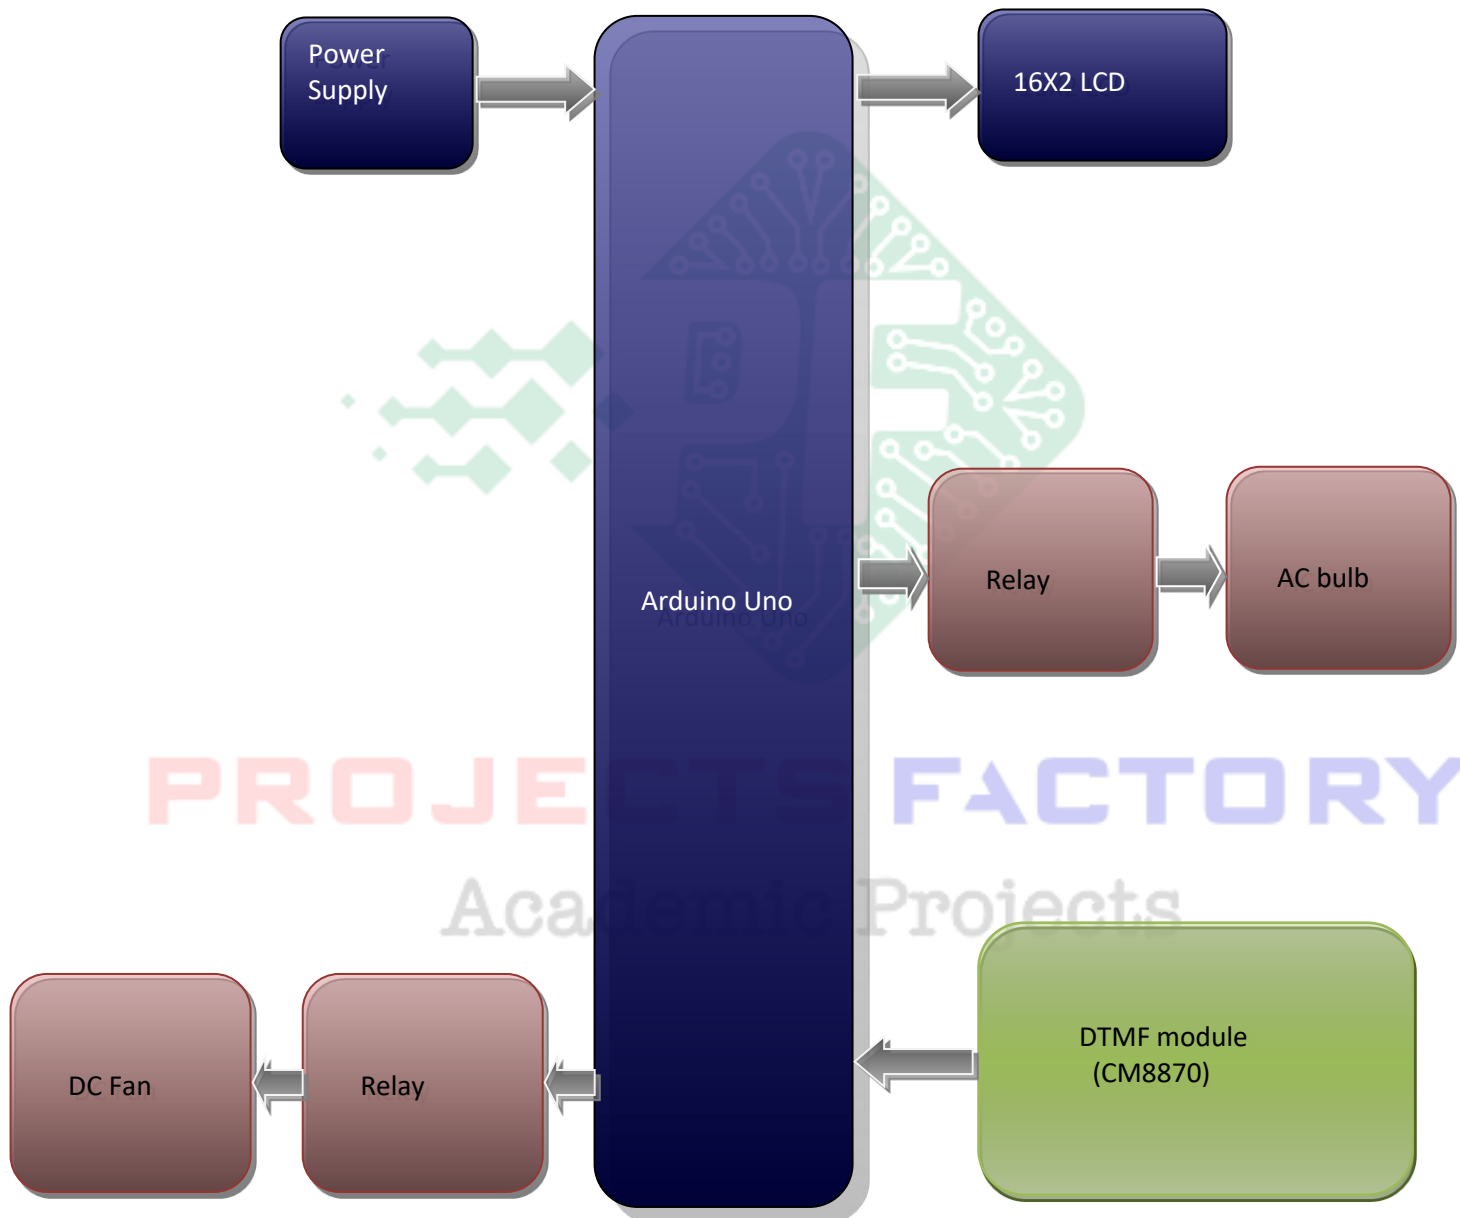 Power
Supply
16X2 LCD
Arduino Uno
Relay
AC bulb
PROJECTS FACTORY
Academic Projects
DTMF module
(CM8870)
DC Fan
Relay